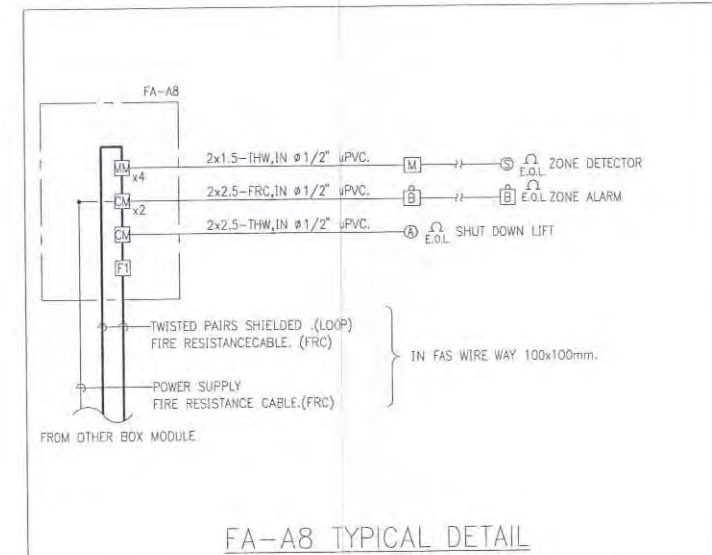 FA-A8
MM x4 2x1.5-THW,IN ø1/2" uPVC. M S Ω E.O.L. ZONE DETECTOR
CM x2 2x2.5-FRC,IN ø1/2" uPVC. B B Ω E.O.L. ZONE ALARM
CM 2x2.5-THW,IN ø1/2" uPVC. A Ω E.O.L. SHUT DOWN LIFT
F1
TWISTED PAIRS SHIELDED .(LOOP)
FIRE RESISTANCECABLE. (FRC)
IN FAS WIRE WAY 100x100mm.
POWER SUPPLY
FIRE RESISTANCE CABLE.(FRC)
FROM OTHER BOX MODULE
FA-A8 TYPICAL DETAIL